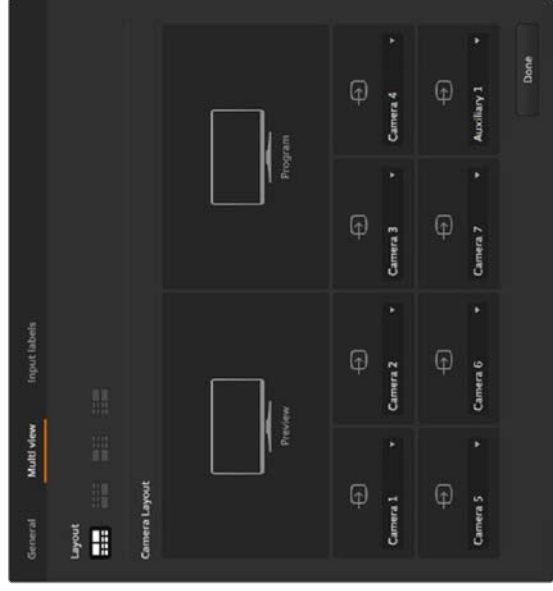 General Multi view Input labels
Layout
Camera Layout
Preview Program
Camera 1 Camera 2 Camera 3 Camera 4
Camera 5 Camera 6 Camera 7 Auxiliary 1
Done